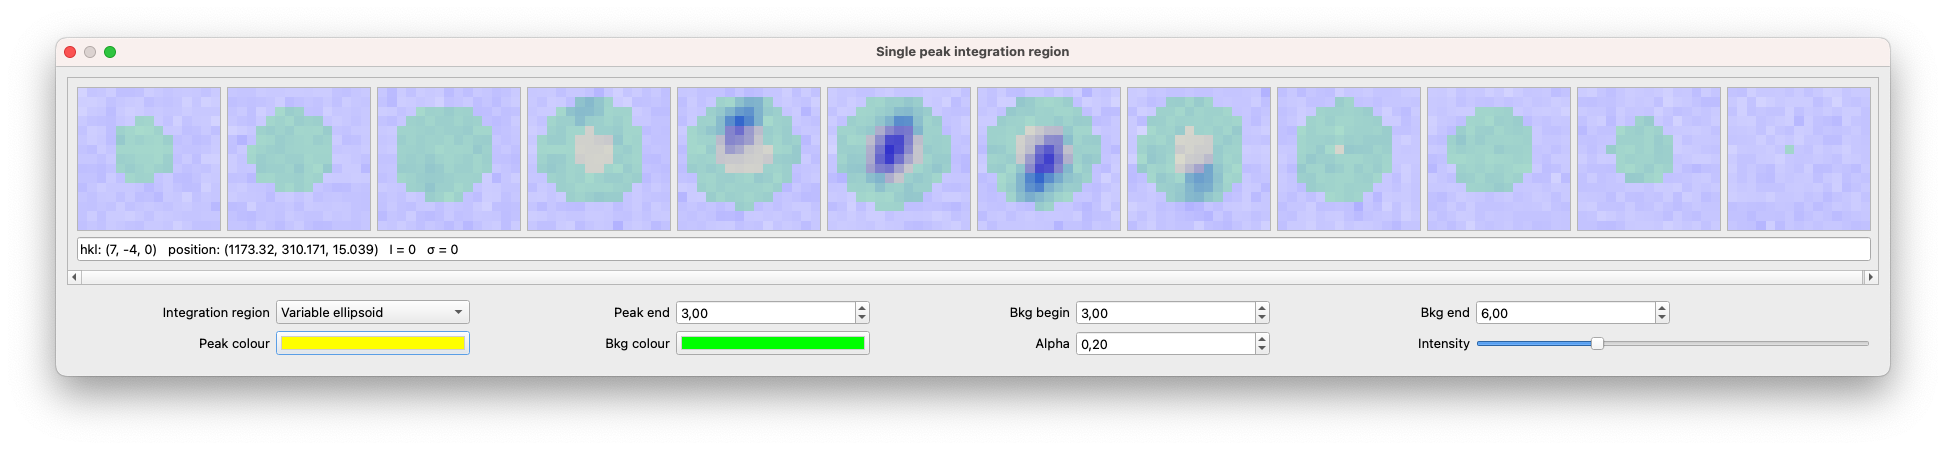 Single peak integration region
hkl: (7, -4, 0)   position: (1173.32, 310.171, 15.039)   I = 0   σ = 0
Integration region Variable ellipsoid Peak end 3,00 Bkg begin 3,00 Bkg end 6,00
Peak colour Bkg colour Alpha 0,20 Intensity